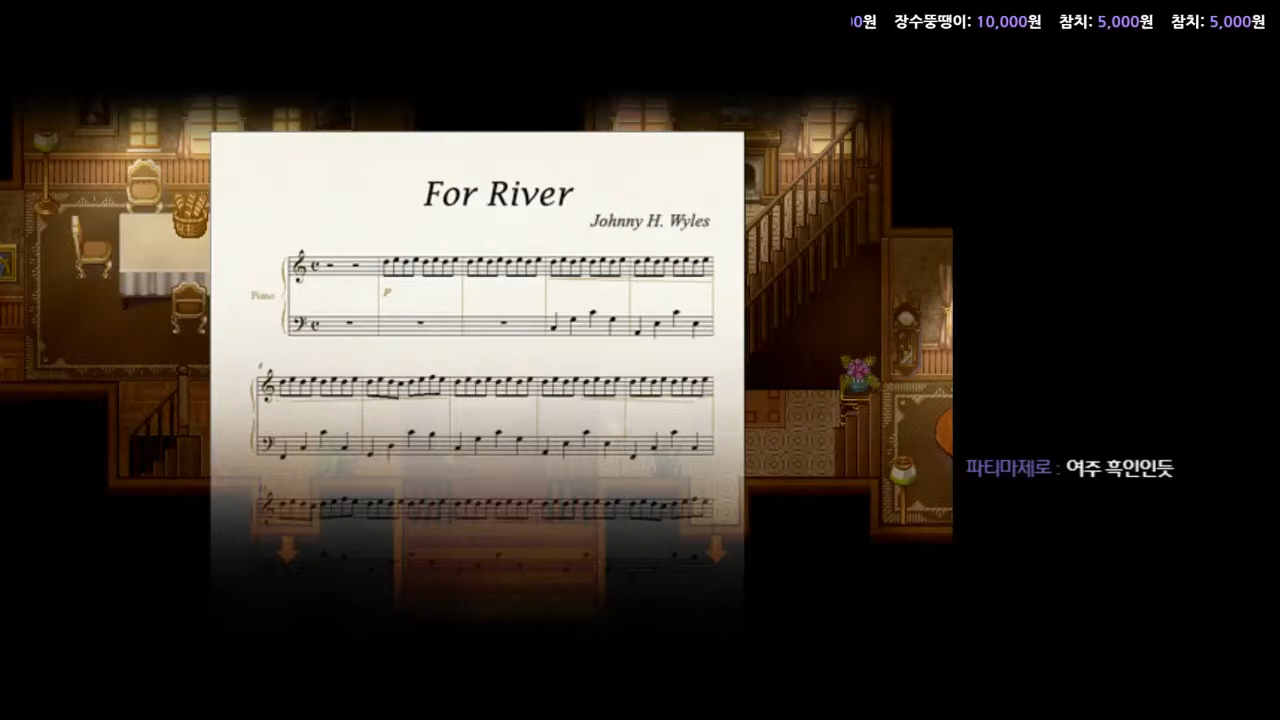 0원 장수뚱땡이: 10,000원 참치: 5,000원 참치: 5,000원
For River
Johnny H. Wyles
Piano
p
6
파티마제로 : 여주 흑인인듯